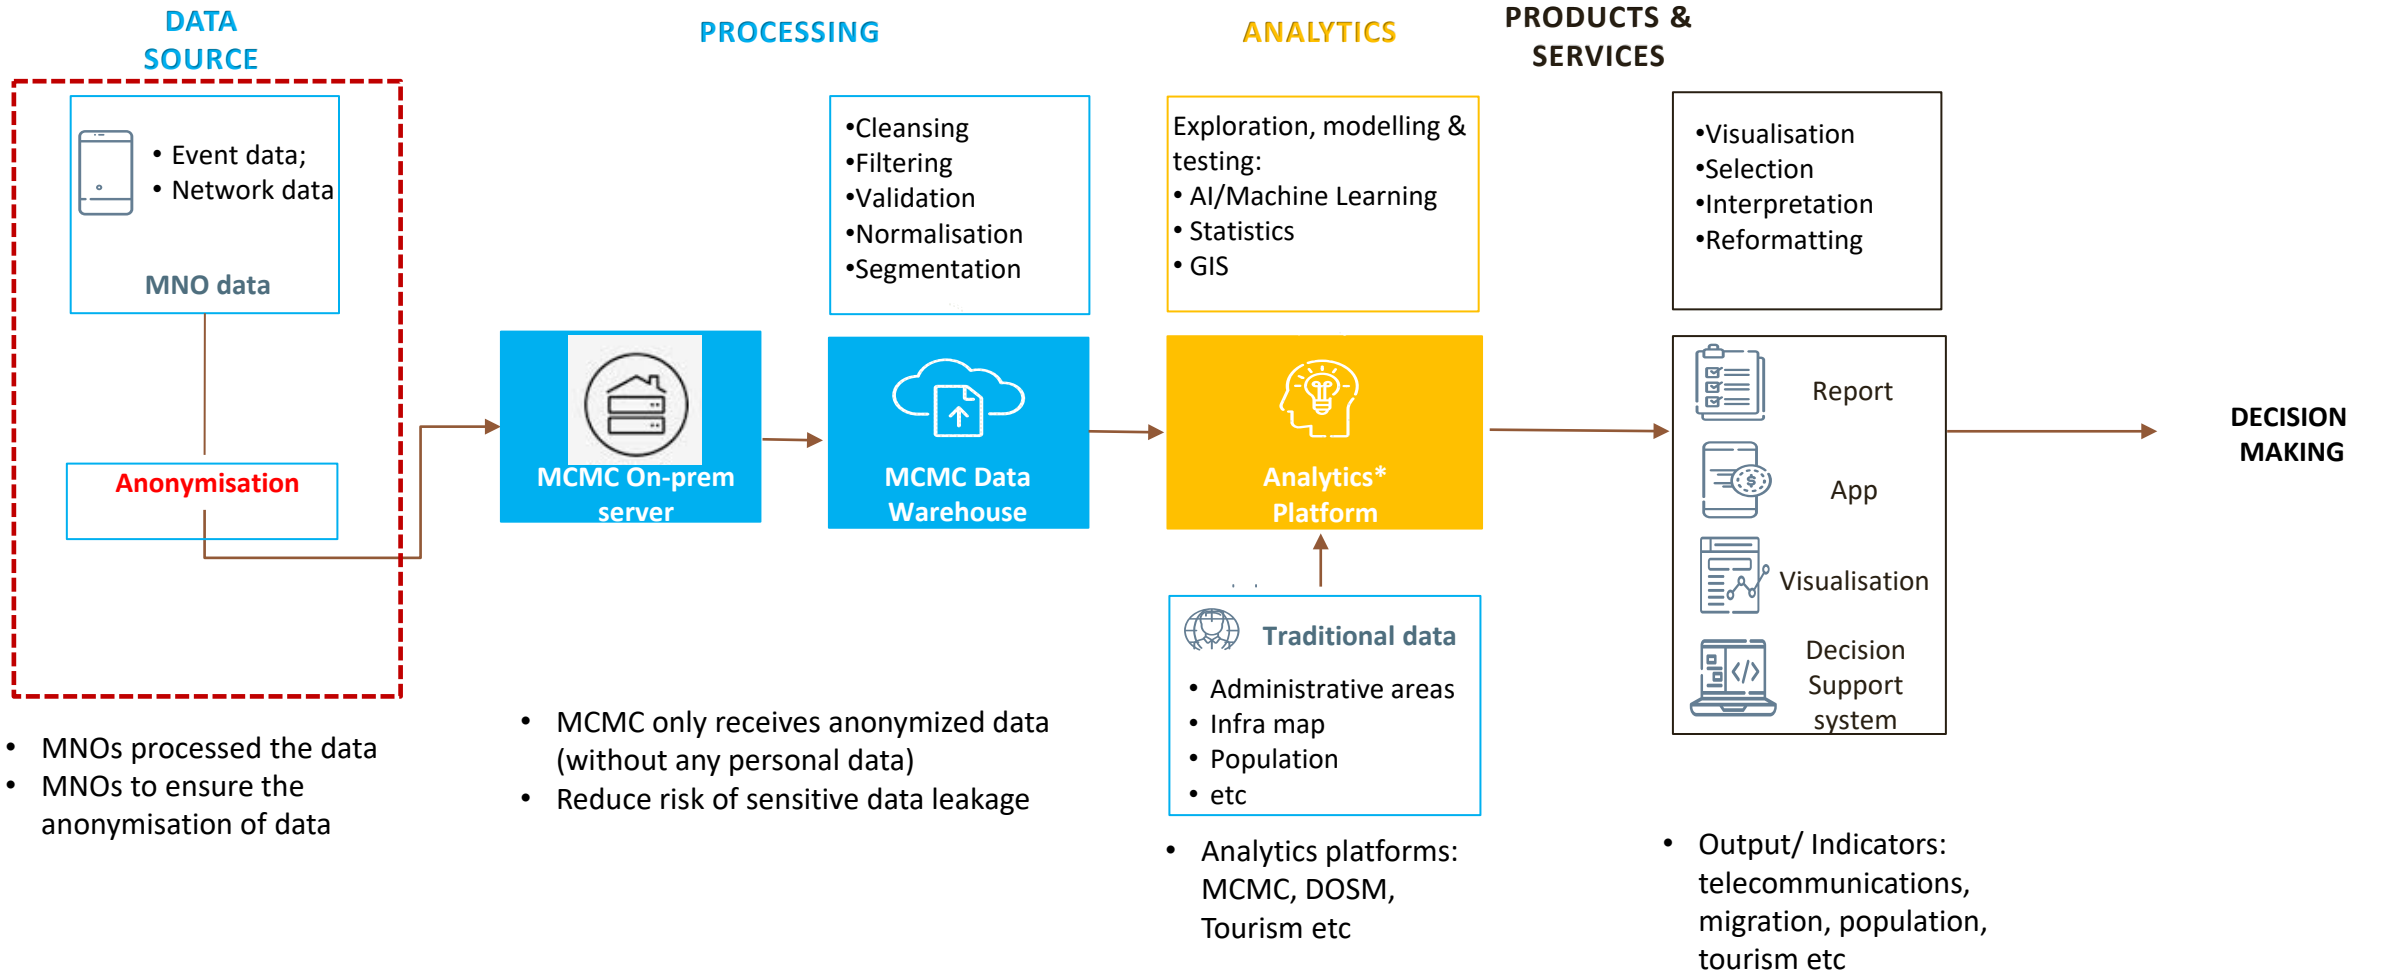 DATA
SOURCE
PROCESSING
ANALYTICS
PRODUCTS &
SERVICES
• Event data;
• Network data
MNO data
Anonymisation
•Cleansing
•Filtering
•Validation
•Normalisation
•Segmentation
Exploration, modelling &
testing:
• AI/Machine Learning
• Statistics
• GIS
•Visualisation
•Selection
•Interpretation
•Reformatting
MCMC On-prem
server
MCMC Data
Warehouse
Analytics*
Platform
Report
App
Visualisation
Decision
Support
system
DECISION
MAKING
Traditional data
• Administrative areas
• Infra map
• Population
• etc
• MNOs processed the data
• MNOs to ensure the
anonymisation of data
• MCMC only receives anonymized data
(without any personal data)
• Reduce risk of sensitive data leakage
• Analytics platforms:
MCMC, DOSM,
Tourism etc
• Output/ Indicators:
telecommunications,
migration, population,
tourism etc